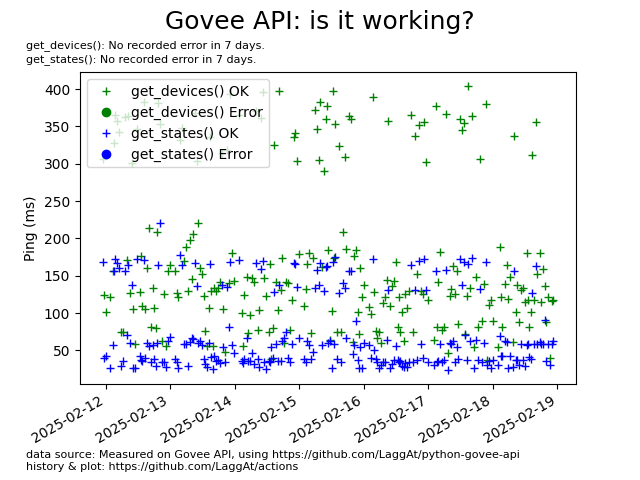 Govee API: is it working?
get_devices(): No recorded error in 7 days.
get_states(): No recorded error in 7 days.
get_devices() OK
get_devices() Error
get_states() OK
get_states() Error
Ping (ms)
400
350
300
250
200
150
100
50
2025-02-12
2025-02-13
2025-02-14
2025-02-15
2025-02-16
2025-02-17
2025-02-18
2025-02-19
data source: Measured on Govee API, using https://github.com/LaggAt/python-govee-api
history & plot: https://github.com/LaggAt/actions